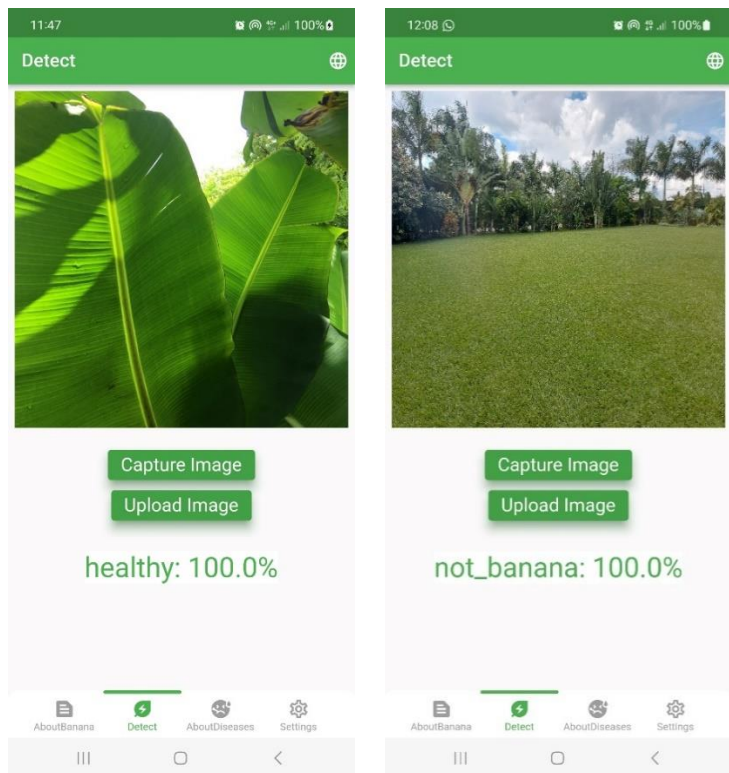 11:47
100%
Detect
Capture Image
Upload Image
healthy: 100.0%
AboutBanana Detect AboutDiseases Settings
12:08
100%
Detect
Capture Image
Upload Image
not_banana: 100.0%
AboutBanana Detect AboutDiseases Settings